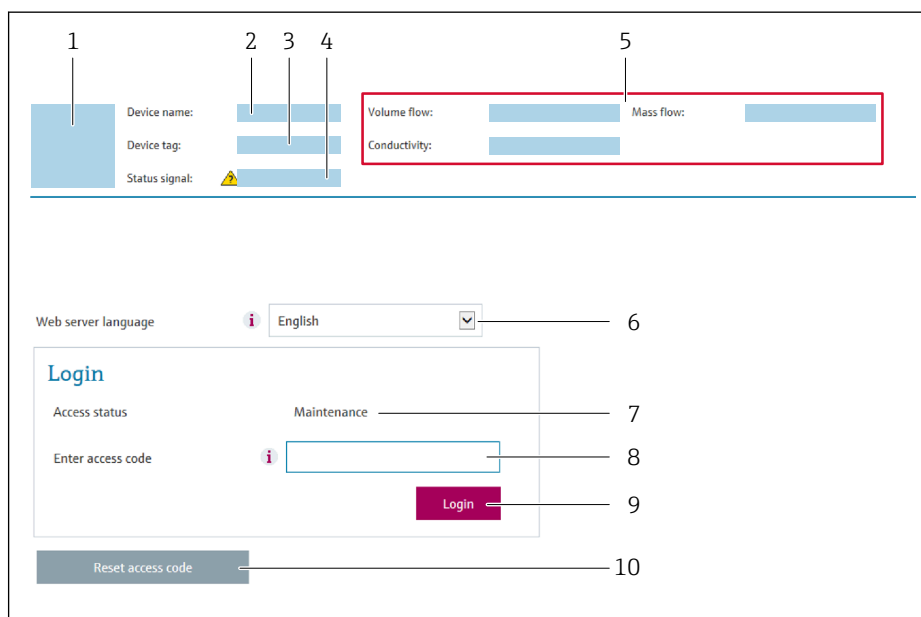 1 2 3 4 5
Device name: Volume flow: Mass flow:
Device tag: Conductivity:
Status signal: ?
Web server language i English 6
Login
Access status Maintenance 7
Enter access code i 8
Login 9
Reset access code 10